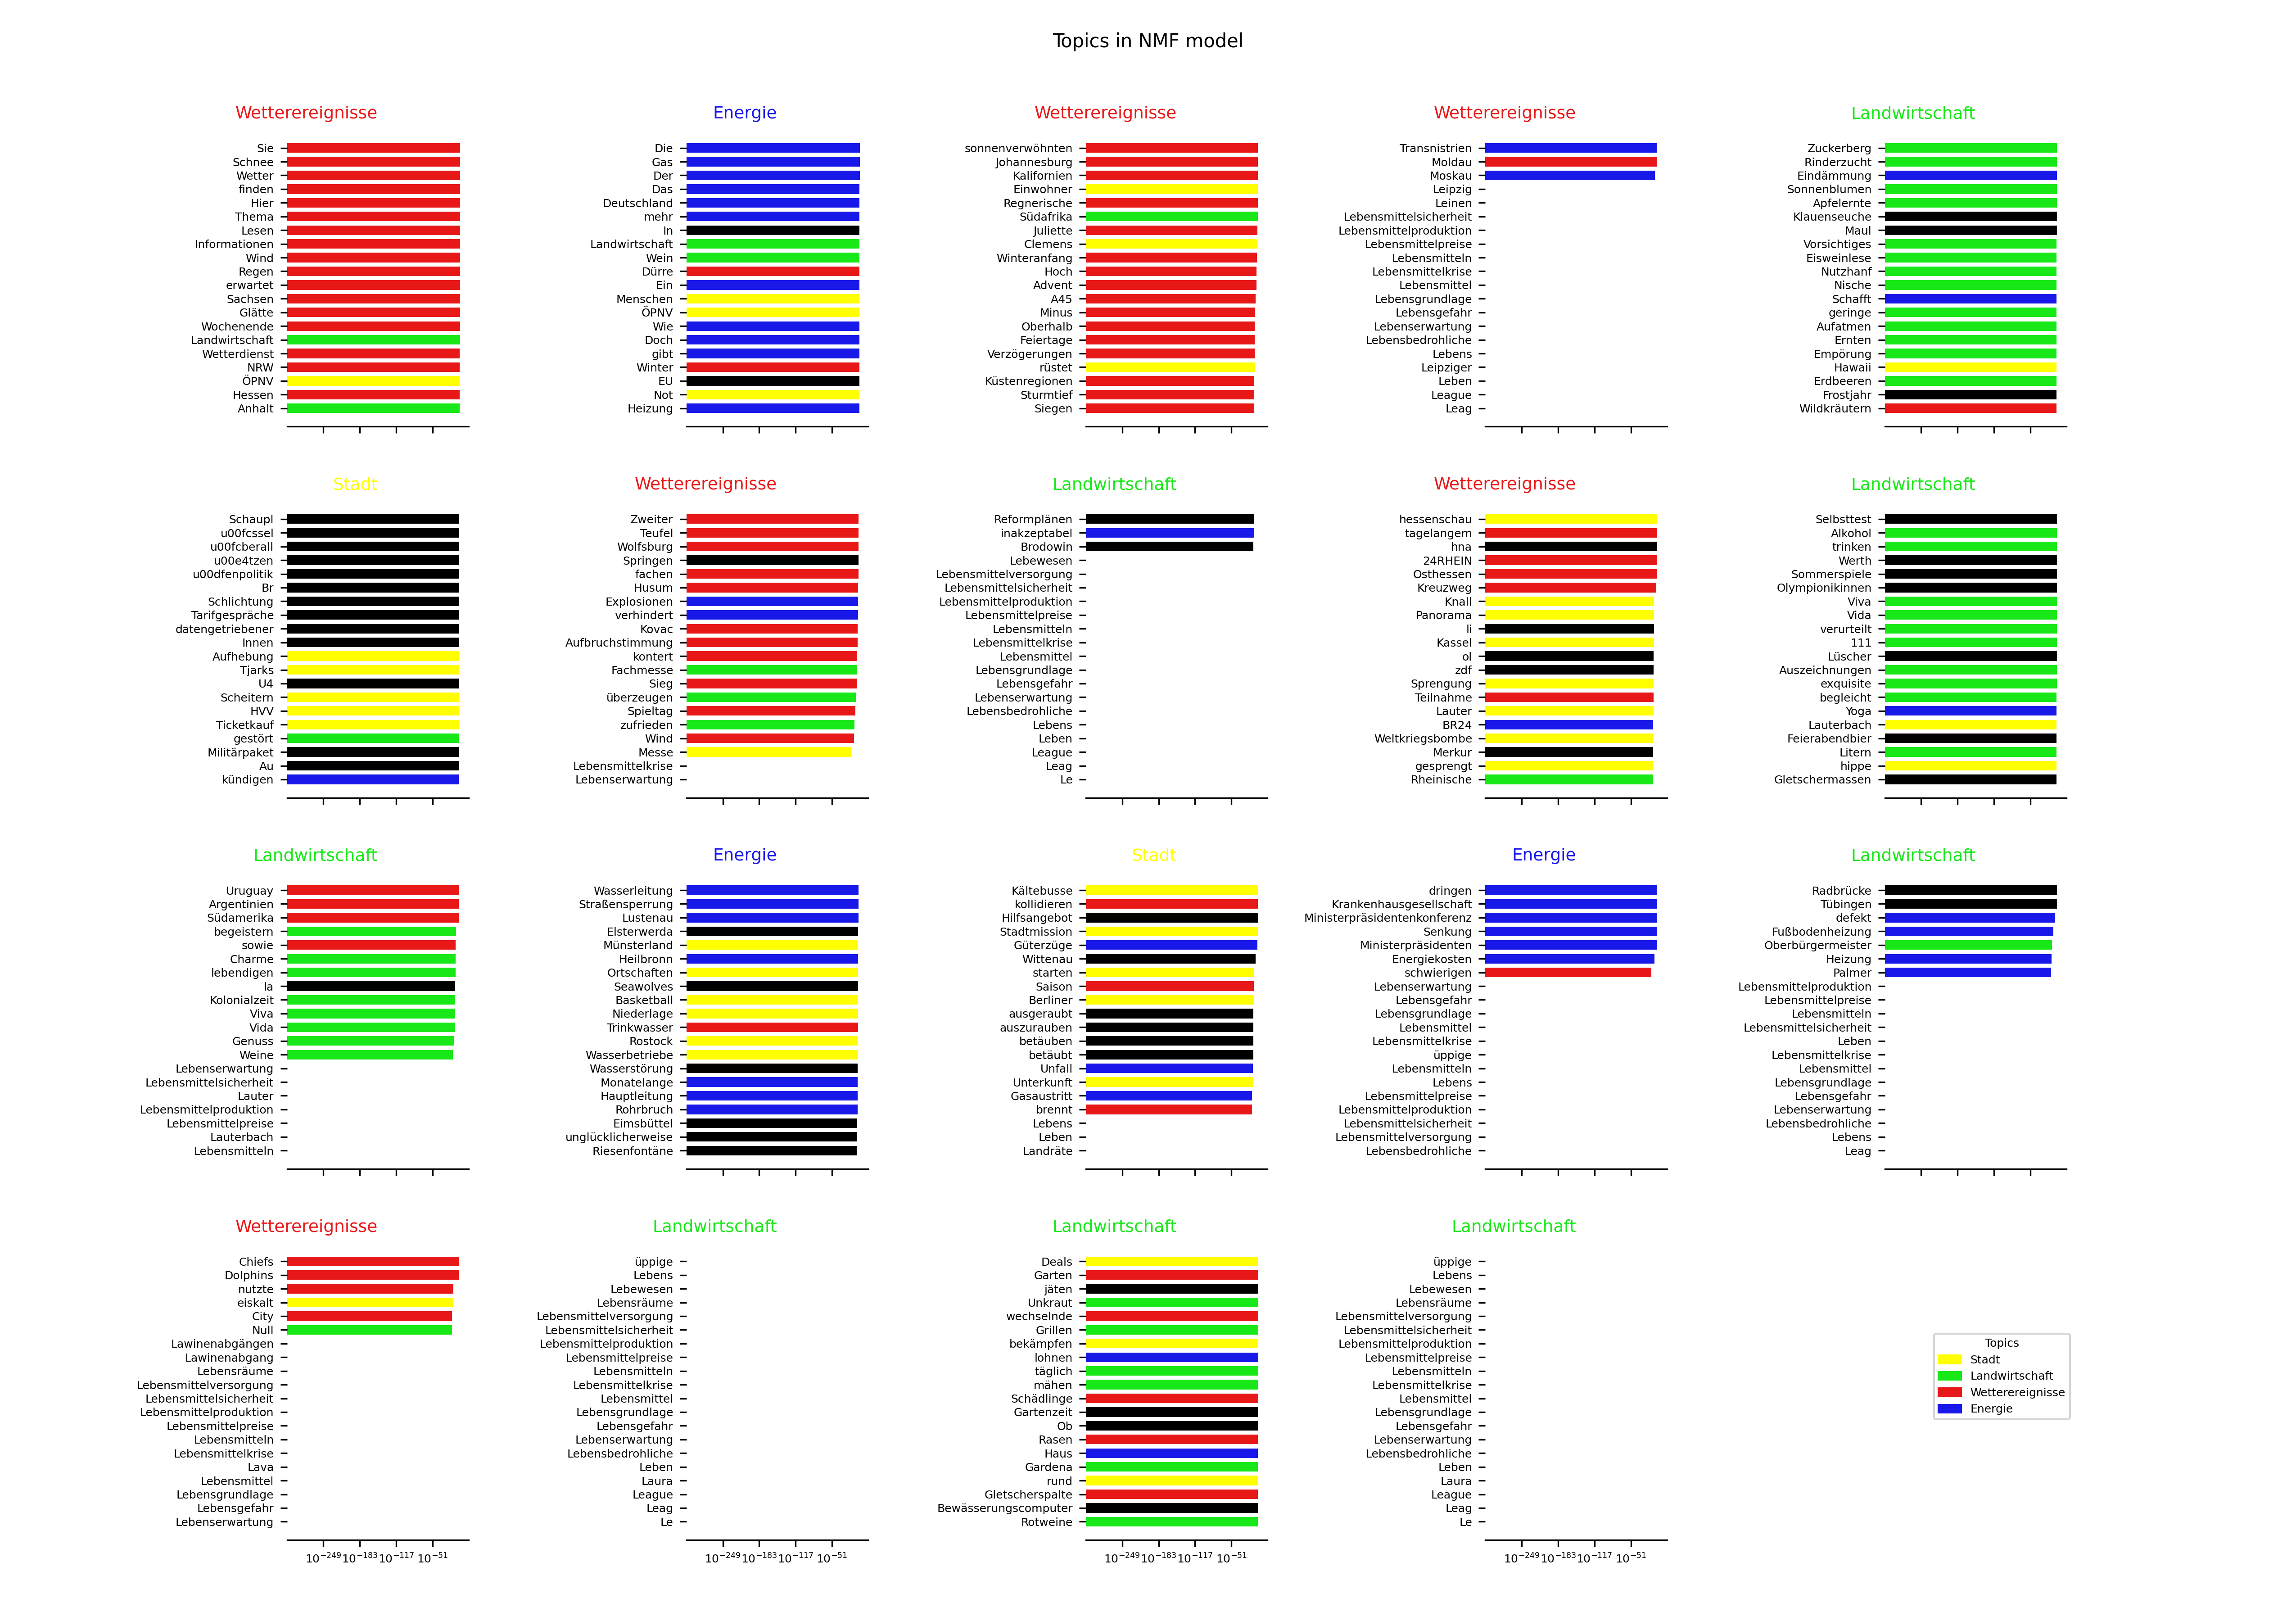 Topics in NMF model
Wetterereignisse
Sie
Schnee
Wetter
finden
Hier
Thema
Lesen
Informationen
Wind
Regen
erwartet
Sachsen
Glätte
Wochenende
Landwirtschaft
Wetterdienst
NRW
ÖPNV
Hessen
Anhalt
Energie
Die
Gas
Der
Das
Deutschland
mehr
In
Landwirtschaft
Wein
Dürre
Ein
Menschen
ÖPNV
Wie
Doch
gibt
Winter
EU
Not
Heizung
Wetterereignisse
sonnenverwöhnten
Johannesburg
Kalifornien
Einwohner
Regnerische
Südafrika
Juliette
Clemens
Winteranfang
Hoch
Advent
A45
Minus
Oberhalb
Feiertage
Verzögerungen
rüstet
Küstenregionen
Sturmtief
Siegen
Wetterereignisse
Transnistrien
Moldau
Moskau
Leipzig
Leinen
Lebensmittelsicherheit
Lebensmittelproduktion
Lebensmittelpreise
Lebensmitteln
Lebensmittelkrise
Lebensmittel
Lebensgrundlage
Lebensgefahr
Lebenserwartung
Lebensbedrohliche
Lebens
Leipziger
Leben
League
Leag
Landwirtschaft
Zuckerberg
Rinderzucht
Eindämmung
Sonnenblumen
Apfelernte
Klauenseuche
Maul
Vorsichtiges
Eisweinlese
Nutzhanf
Nische
Schafft
geringe
Aufatmen
Ernten
Empörung
Hawaii
Erdbeeren
Frostjahr
Wildkräutern
Stadt
Schaupl
u00fcssel
u00fcberall
u00e4tzen
u00dfenpolitik
Br
Schlichtung
Tarifgespräche
datengetriebener
Innen
Aufhebung
Tjarks
U4
Scheitern
HVV
Ticketkauf
gestört
Militärpaket
Au
kündigen
Wetterereignisse
Zweiter
Teufel
Wolfsburg
Springen
fachen
Husum
Explosionen
verhindert
Kovac
Aufbruchstimmung
kontert
Fachmesse
Sieg
überzeugen
Spieltag
zufrieden
Wind
Messe
Lebensmittelkrise
Lebenserwartung
Landwirtschaft
Reformplänen
inakzeptabel
Brodowin
Lebewesen
Lebensmittelversorgung
Lebensmittelsicherheit
Lebensmittelproduktion
Lebensmittelpreise
Lebensmitteln
Lebensmittelkrise
Lebensmittel
Lebensgrundlage
Lebensgefahr
Lebenserwartung
Lebensbedrohliche
Lebens
Leben
League
Leag
Le
Wetterereignisse
hessenschau
tagelangem
hna
24RHEIN
Osthessen
Kreuzweg
Knall
Panorama
li
Kassel
ol
zdf
Sprengung
Teilnahme
Lauter
BR24
Weltkriegsbombe
Merkur
gesprengt
Rheinische
Landwirtschaft
Selbsttest
Alkohol
trinken
Werth
Sommerspiele
Olympionikinnen
Viva
Vida
verurteilt
111
Lüscher
Auszeichnungen
exquisite
begleicht
Yoga
Lauterbach
Feierabendbier
Litern
hippe
Gletschermassen
Landwirtschaft
Uruguay
Argentinien
Südamerika
begeistern
sowie
Charme
lebendigen
la
Kolonialzeit
Viva
Vida
Genuss
Weine
Lebenserwartung
Lebensmittelsicherheit
Lauter
Lebensmittelproduktion
Lebensmittelpreise
Lauterbach
Lebensmitteln
Energie
Wasserleitung
Straßensperrung
Lustenau
Elsterwerda
Münsterland
Heilbronn
Ortschaften
Seawolves
Basketball
Niederlage
Trinkwasser
Rostock
Wasserbetriebe
Wasserstörung
Monatelange
Hauptleitung
Rohrbruch
Eimsbüttel
unglücklicherweise
Riesenfontäne
Stadt
Kältebusse
kollidieren
Hilfsangebot
Stadtmission
Güterzüge
Wittenau
starten
Saison
Berliner
ausgeraubt
auszurauben
betäuben
betäubt
Unfall
Unterkunft
Gasaustritt
brennt
Lebens
Leben
Landräte
Energie
dringen
Krankenhausgesellschaft
Ministerpräsidentenkonferenz
Senkung
Ministerpräsidenten
Energiekosten
schwierigen
Lebenserwartung
Lebensgefahr
Lebensgrundlage
Lebensmittel
Lebensmittelkrise
üppige
Lebensmitteln
Lebens
Lebensmittelpreise
Lebensmittelproduktion
Lebensmittelsicherheit
Lebensmittelversorgung
Lebensbedrohliche
Landwirtschaft
Radbrücke
Tübingen
defekt
Fußbodenheizung
Oberbürgermeister
Heizung
Palmer
Lebensmittelproduktion
Lebensmittelpreise
Lebensmitteln
Lebensmittelsicherheit
Leben
Lebensmittelkrise
Lebensmittel
Lebensgrundlage
Lebensgefahr
Lebenserwartung
Lebensbedrohliche
Lebens
Leag
Wetterereignisse
Chiefs
Dolphins
nutzte
eiskalt
City
Null
Lawinenabgängen
Lawinenabgang
Lebensräume
Lebensmittelversorgung
Lebensmittelsicherheit
Lebensmittelproduktion
Lebensmittelpreise
Lebensmitteln
Lebensmittelkrise
Lava
Lebensmittel
Lebensgrundlage
Lebensgefahr
Lebenserwartung
10⁻²⁴⁹ 10⁻¹⁸³ 10⁻¹¹⁷ 10⁻⁵¹
Landwirtschaft
üppige
Lebens
Lebewesen
Lebensräume
Lebensmittelversorgung
Lebensmittelsicherheit
Lebensmittelproduktion
Lebensmittelpreise
Lebensmitteln
Lebensmittelkrise
Lebensmittel
Lebensgrundlage
Lebensgefahr
Lebenserwartung
Lebensbedrohliche
Leben
Laura
League
Leag
Le
10⁻²⁴⁹ 10⁻¹⁸³ 10⁻¹¹⁷ 10⁻⁵¹
Landwirtschaft
Deals
Garten
jäten
Unkraut
wechselnde
Grillen
bekämpfen
lohnen
täglich
mähen
Schädlinge
Gartenzeit
Ob
Rasen
Haus
Gardena
rund
Gletscherspalte
Bewässerungscomputer
Rotweine
10⁻²⁴⁹ 10⁻¹⁸³ 10⁻¹¹⁷ 10⁻⁵¹
Landwirtschaft
üppige
Lebens
Lebewesen
Lebensräume
Lebensmittelversorgung
Lebensmittelsicherheit
Lebensmittelproduktion
Lebensmittelpreise
Lebensmitteln
Lebensmittelkrise
Lebensmittel
Lebensgrundlage
Lebensgefahr
Lebenserwartung
Lebensbedrohliche
Leben
Laura
League
Leag
Le
10⁻²⁴⁹ 10⁻¹⁸³ 10⁻¹¹⁷ 10⁻⁵¹
Topics
Stadt
Landwirtschaft
Wetterereignisse
Energie